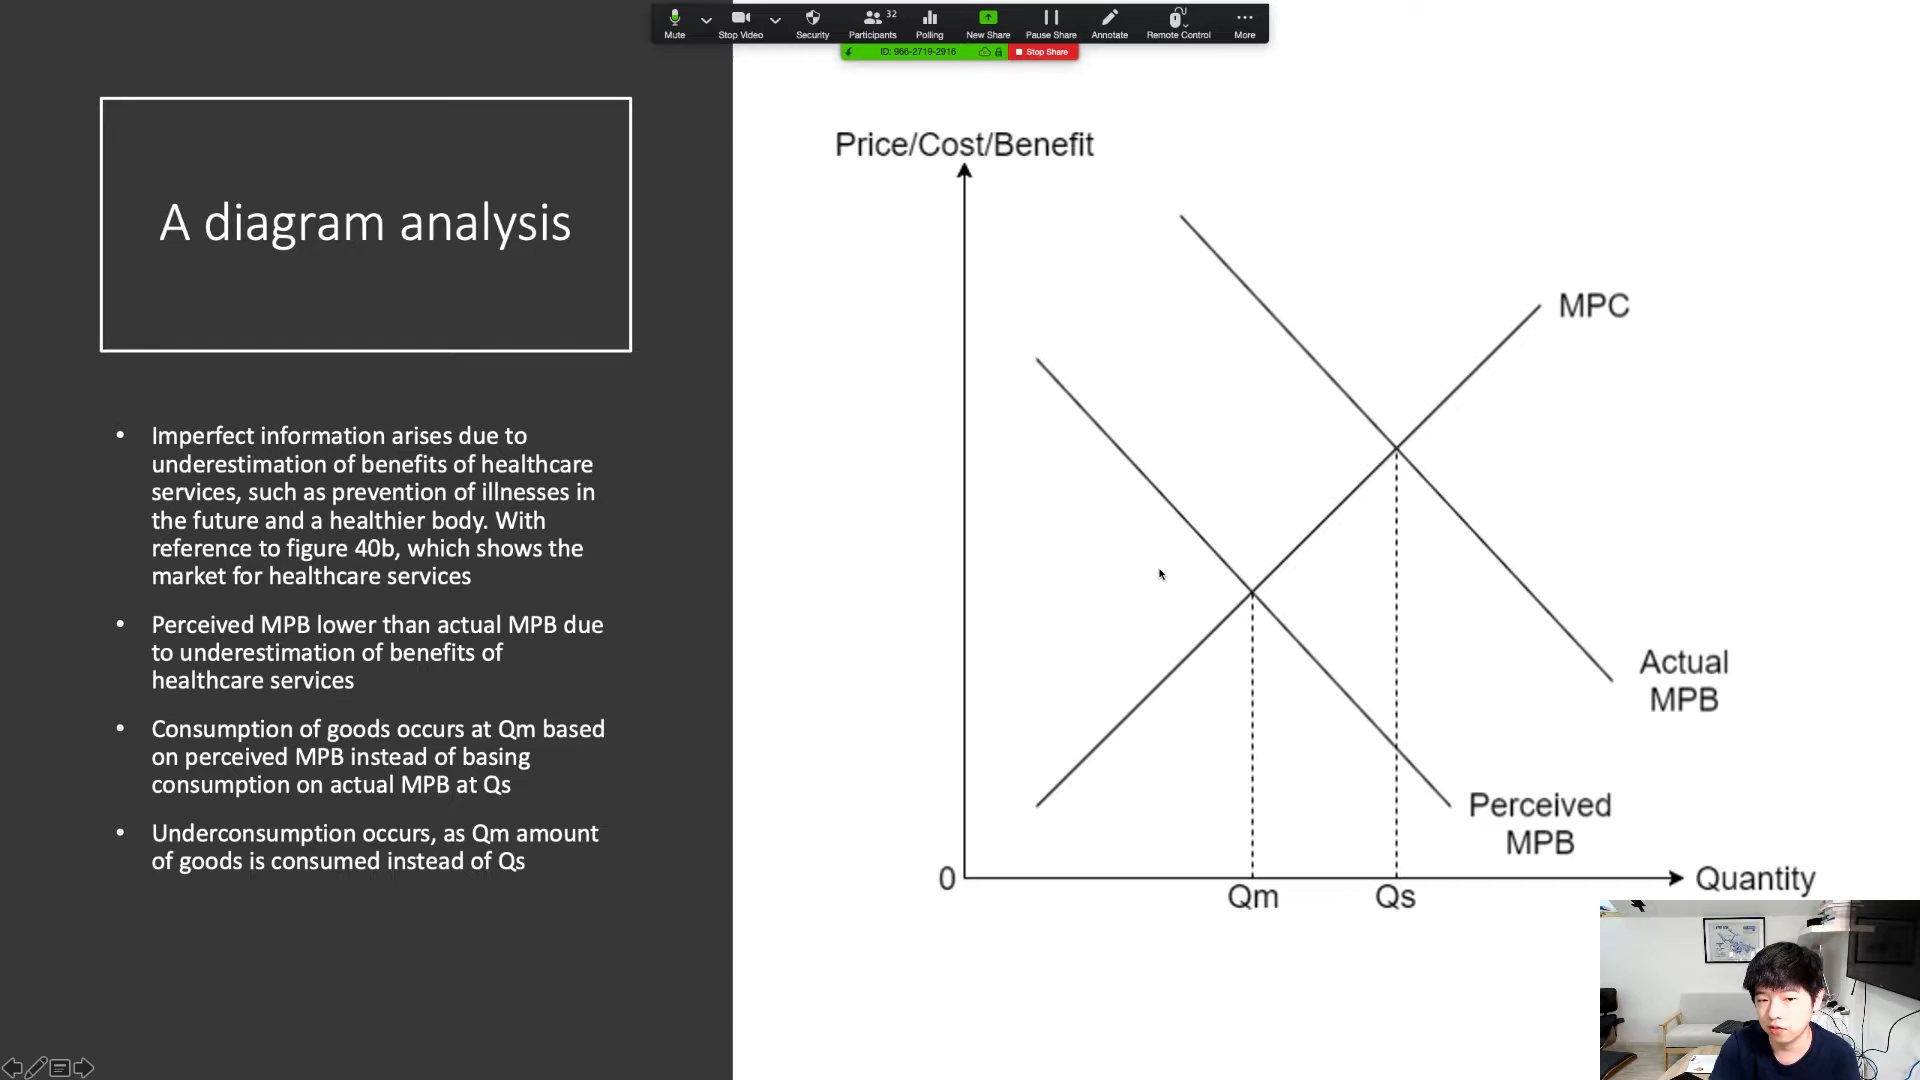 Mute
Stop Video
Security
Participants
32
Polling
New Share
Pause Share
Annotate
Remote Control
More
ID: 966-2719-2916
Stop Share
A diagram analysis
• Imperfect information arises due to
underestimation of benefits of healthcare
services, such as prevention of illnesses in
the future and a healthier body. With
reference to figure 40b, which shows the
market for healthcare services
• Perceived MPB lower than actual MPB due
to underestimation of benefits of
healthcare services
• Consumption of goods occurs at Qm based
on perceived MPB instead of basing
consumption on actual MPB at Qs
• Underconsumption occurs, as Qm amount
of goods is consumed instead of Qs
Price/Cost/Benefit
MPC
Actual
MPB
Perceived
MPB
0
Qm
Qs
Quantity